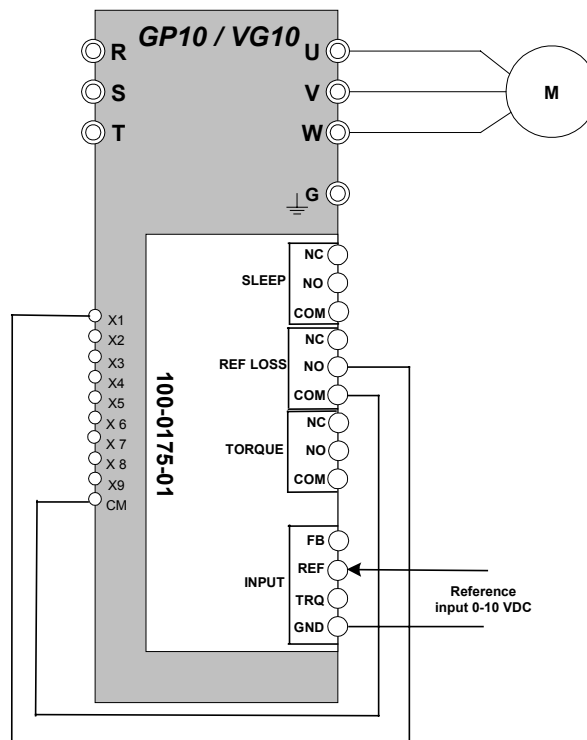 GP10 / VG10
R
S
T
U
V
W
G
M
SLEEP
NC
NO
COM
REF LOSS
NC
NO
COM
TORQUE
NC
NO
COM
INPUT
FB
REF
TRQ
GND
X1
X2
X3
X4
X5
X 6
X 7
X 8
X9
CM
100-0175-01
Reference
input 0-10 VDC